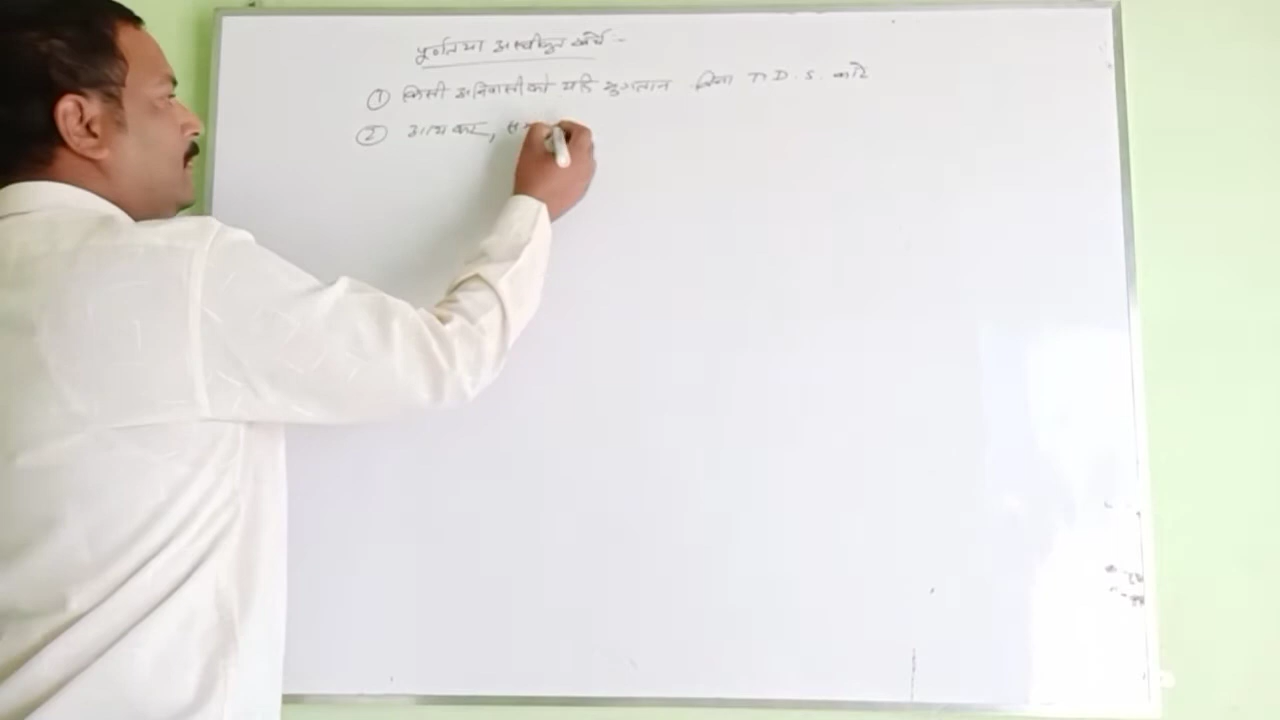 पूर्णतया अस्वीकृत खर्चे :-
① किसी अनिवासी को यदि भुगतान बिना T.D.S. काटे
② आयकर,